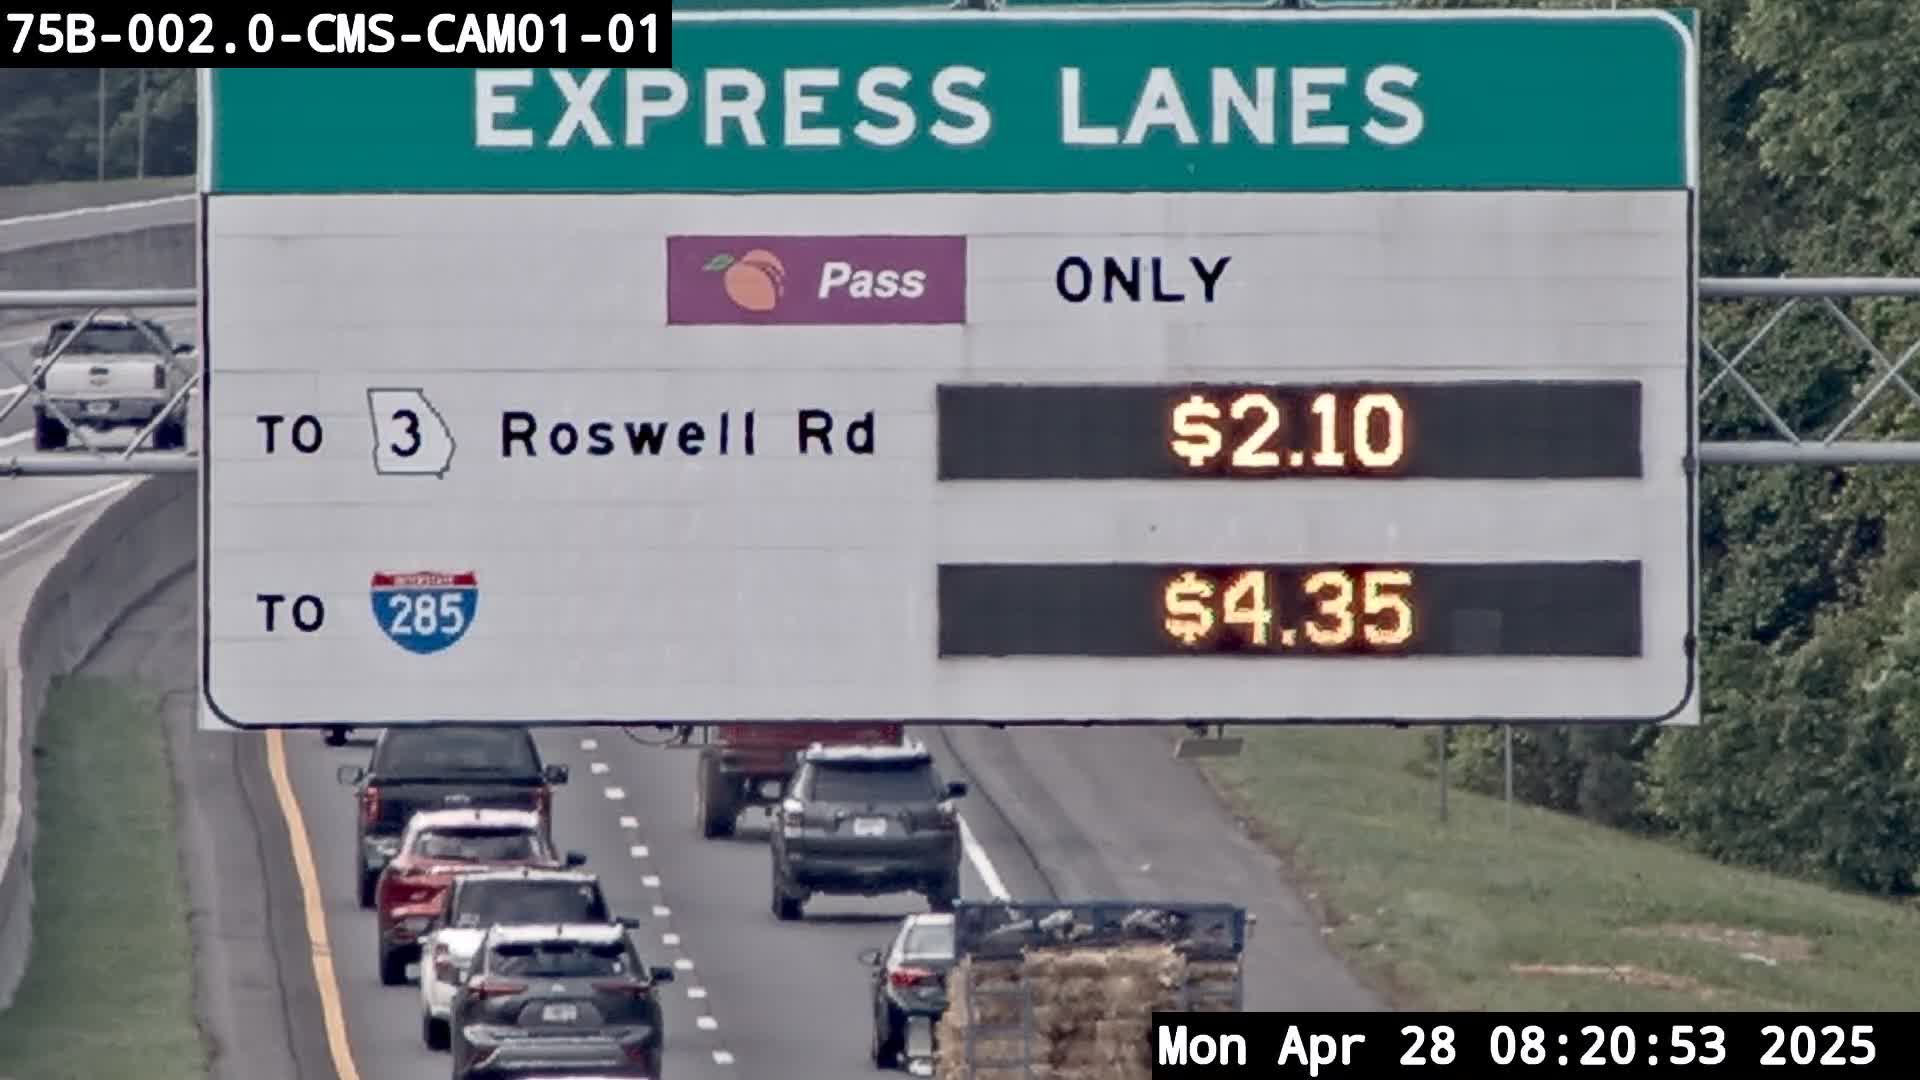 75B-002.0-CMS-CAM01-01
EXPRESS LANES
Pass ONLY
TO 3 Roswell Rd $2.10
INTERSTATE
TO 285 $4.35
Mon Apr 28 08:20:53 2025